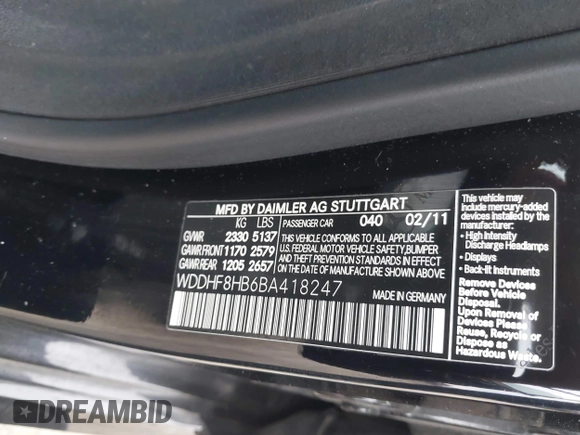 MFD BY DAIMLER AG STUTTGART
KG LBS PASSENGER CAR 040 02/11
GVWR 2330 5137 THIS VEHICLE CONFORMS TO ALL APPLICABLE
GAWR FRONT 1170 2579 U.S. FEDERAL MOTOR VEHICLE SAFETY, BUMPER
GAWR REAR 1205 2657 AND THEFT PREVENTION STANDARDS IN EFFECT
ON THE DATE OF MANUFACTURE SHOWN ABOVE.
WDDHF8HB6BA418247
MADE IN GERMANY
This vehicle may
include mercury-added
devices installed by the
manufacturer:
• High Intensity
Discharge Headlamps
• Displays
• Back-lit Instruments
Remove Devices
Before Vehicle
Disposal.
Upon Removal of
Devices Please
Reuse, Recycle or
Dispose as
Hazardous Waste.
DREAMBID